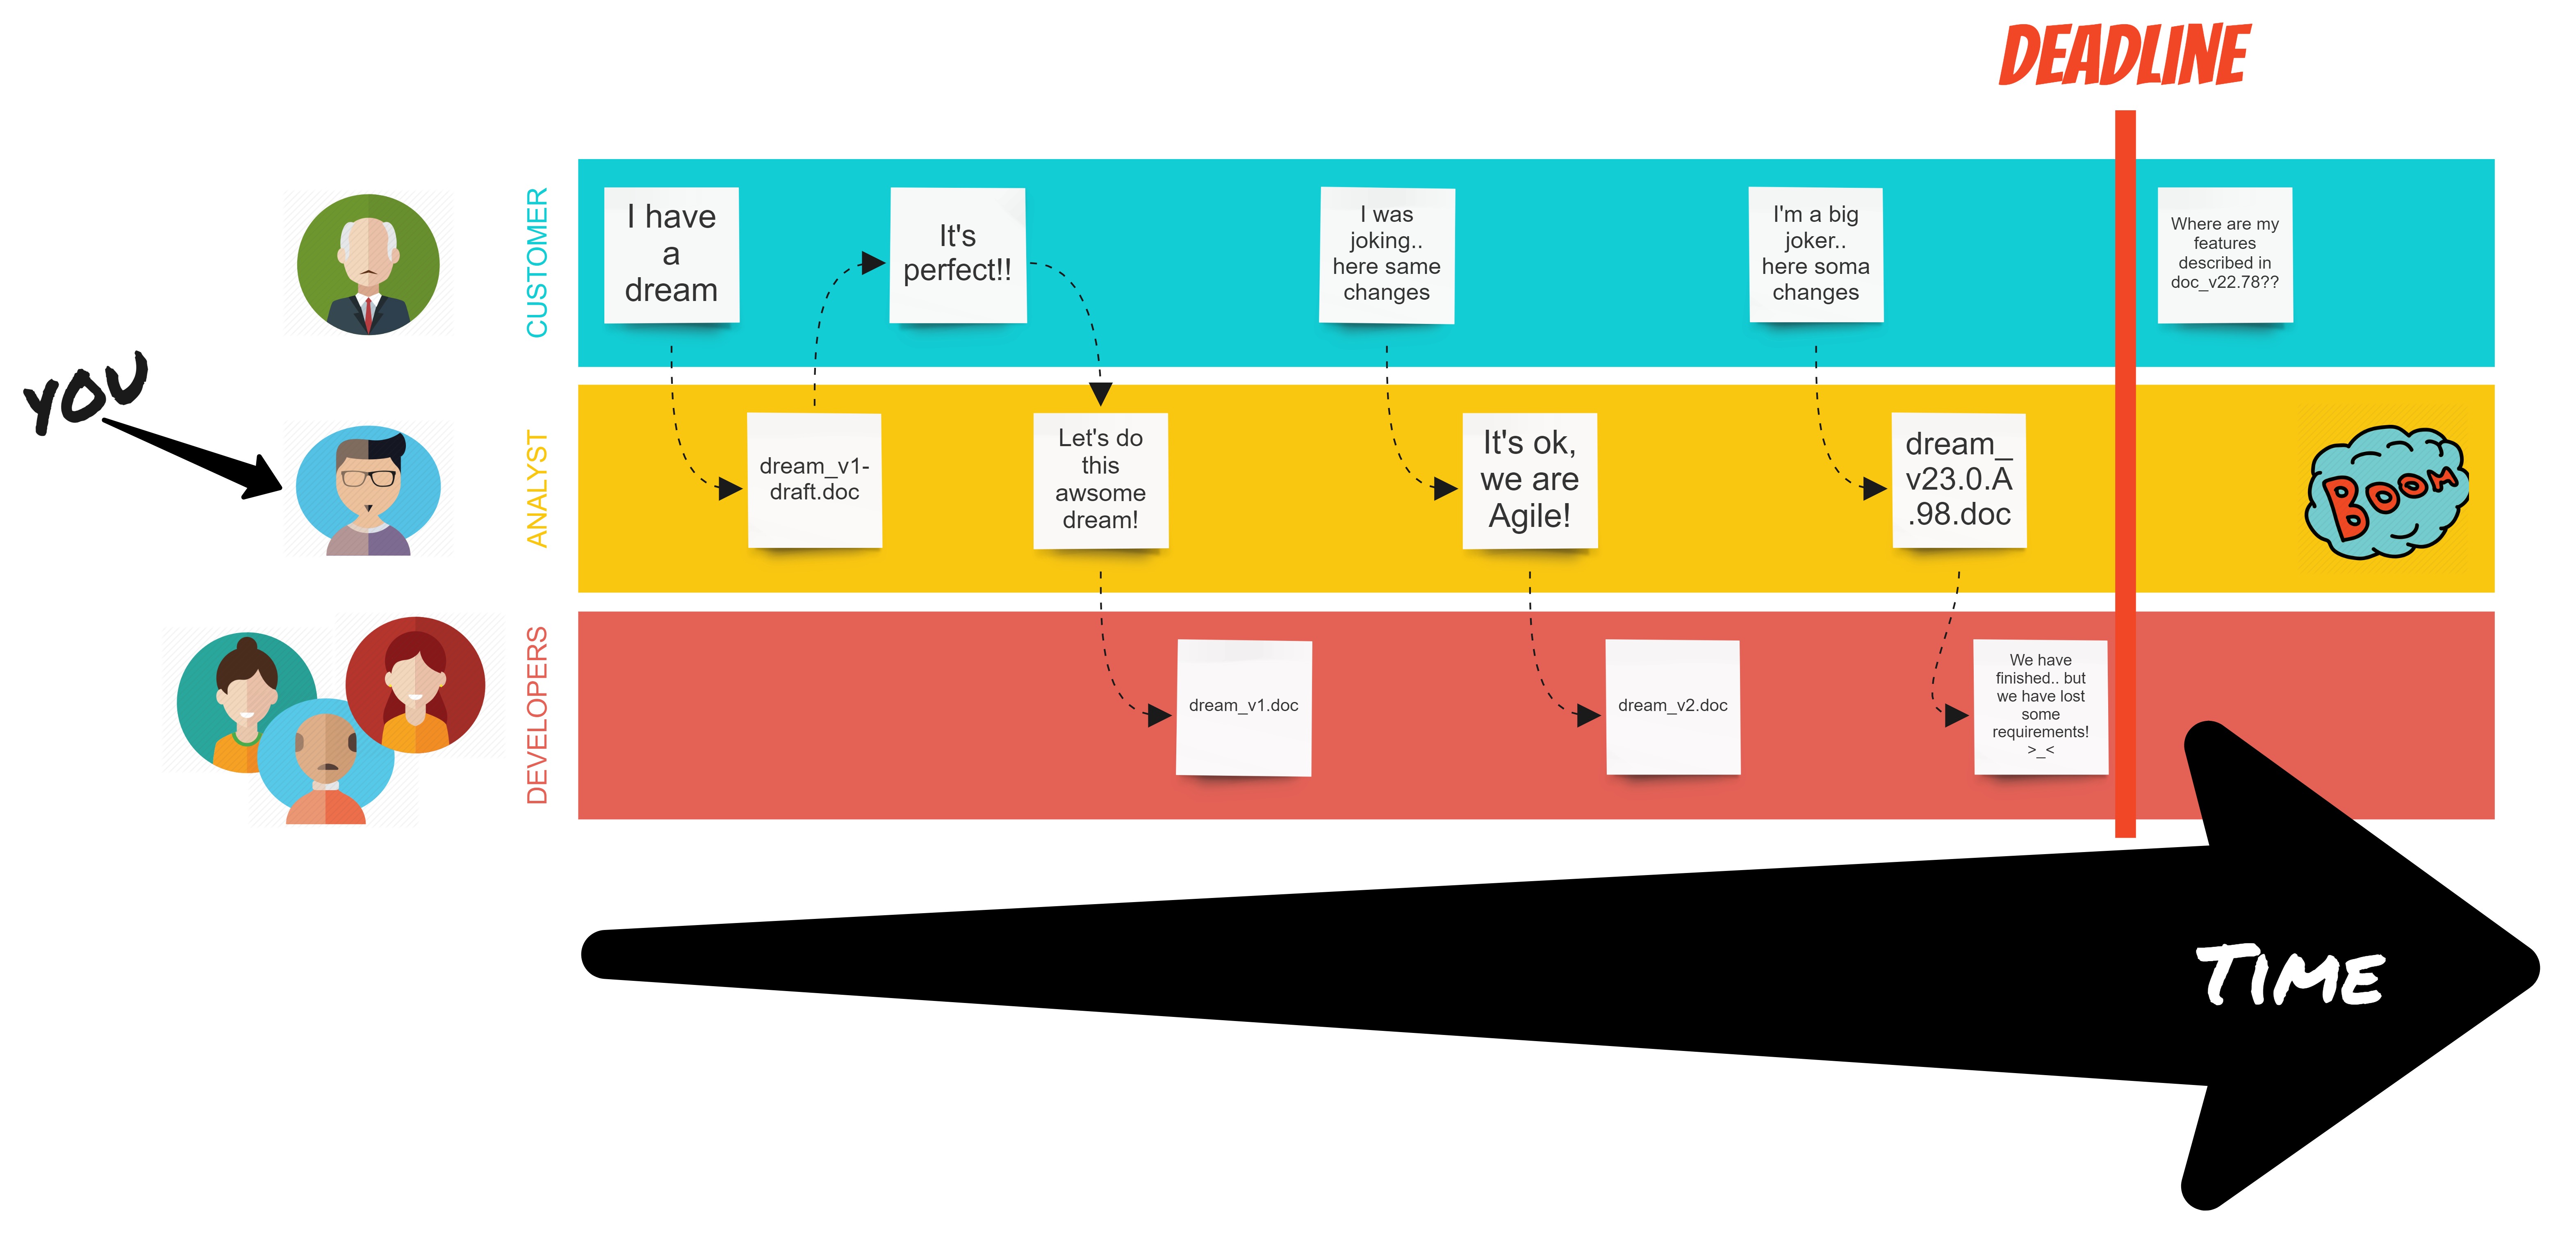 DEADLINE
YOU
CUSTOMER
I have
a
dream
It's
perfect!!
I was
joking..
here same
changes
I'm a big
joker..
here soma
changes
Where are my
features
described in
doc_v22.78??
ANALYST
dream_v1-
draft.doc
Let's do
this
awsome
dream!
It's ok,
we are
Agile!
dream_
v23.0.A
.98.doc
BOOM
DEVELOPERS
dream_v1.doc
dream_v2.doc
We have
finished.. but
we have lost
some
requirements!
>_<
TIME